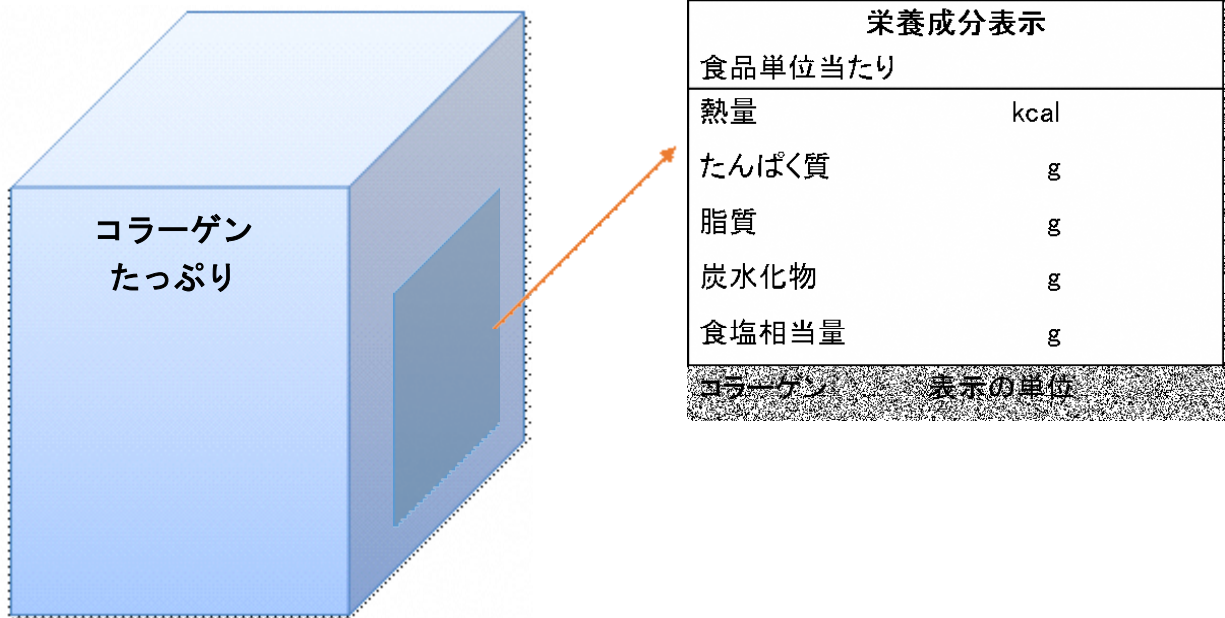 コラーゲン
たっぷり
栄養成分表示
食品単位当たり
熱量 kcal
たんぱく質 g
脂質 g
炭水化物 g
食塩相当量 g
コラーゲン 表示の単位